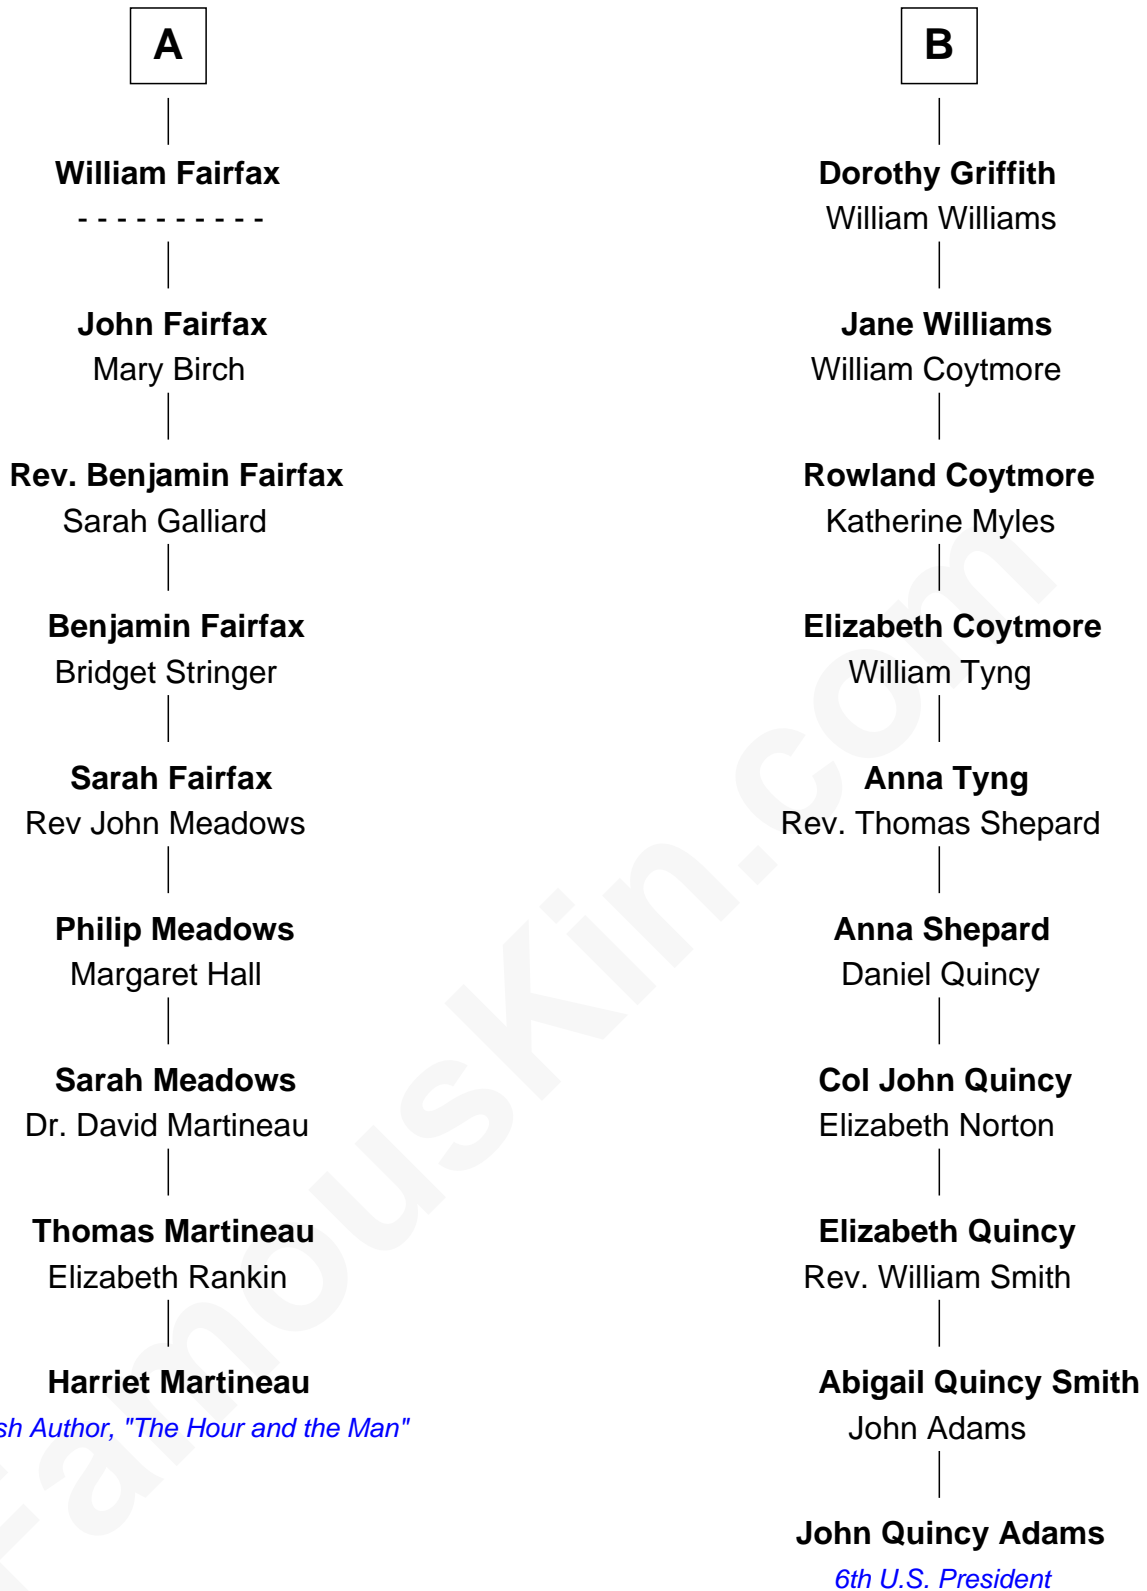 A
William Fairfax
- - - - - - - - - -
John Fairfax
Mary Birch
Rev. Benjamin Fairfax
Sarah Galliard
Benjamin Fairfax
Bridget Stringer
Sarah Fairfax
Rev John Meadows
Philip Meadows
Margaret Hall
Sarah Meadows
Dr. David Martineau
Thomas Martineau
Elizabeth Rankin
Harriet Martineau
sh Author, "The Hour and the Man"
B
Dorothy Griffith
William Williams
Jane Williams
William Coytmore
Rowland Coytmore
Katherine Myles
Elizabeth Coytmore
William Tyng
Anna Tyng
Rev. Thomas Shepard
Anna Shepard
Daniel Quincy
Col John Quincy
Elizabeth Norton
Elizabeth Quincy
Rev. William Smith
Abigail Quincy Smith
John Adams
John Quincy Adams
6th U.S. President
FamousKin.com